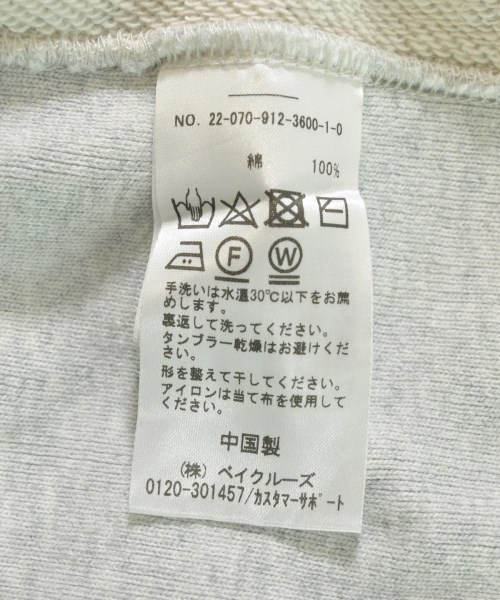 NO. 22-070-912-3600-1-0
綿 100%
F W
手洗いは水温30℃以下をお薦
めします。
裏返して洗ってください。
タンブラー乾燥はお避けくだ
さい。
形を整えて干してください。
アイロンは当て布を使用して
ください。
中国製
(株) ベイクルーズ
0120-301457/カスタマーサポート